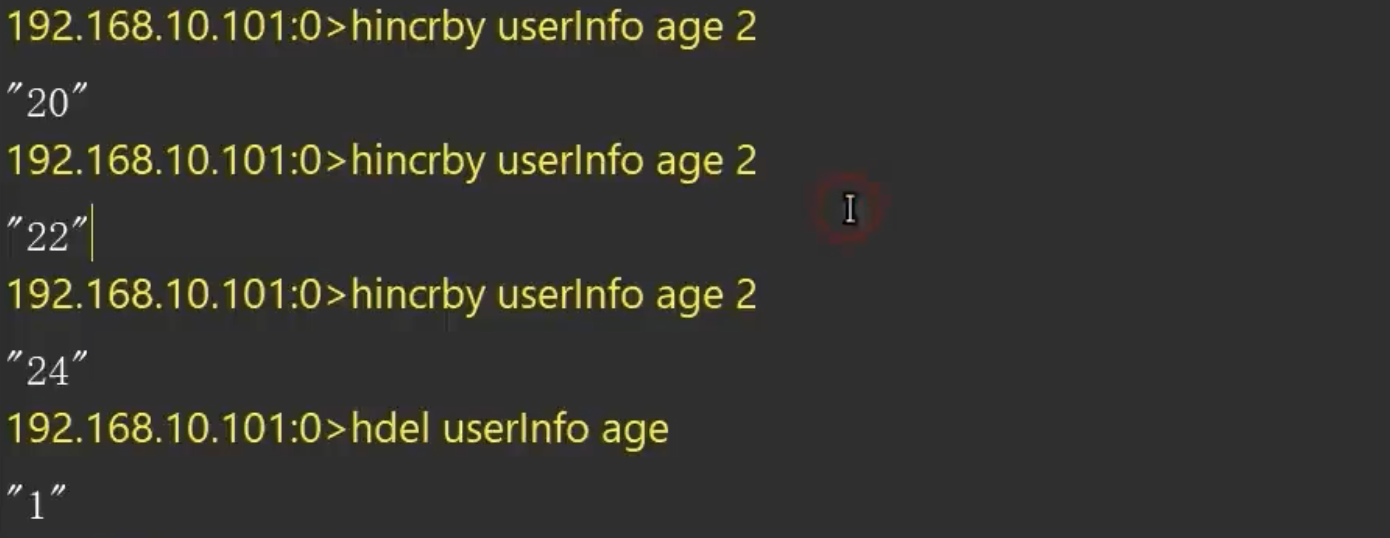 192.168.10.101:0>hincrby userInfo age 2
"20"
192.168.10.101:0>hincrby userInfo age 2
"22"
192.168.10.101:0>hincrby userInfo age 2
"24"
192.168.10.101:0>hdel userInfo age
"1"